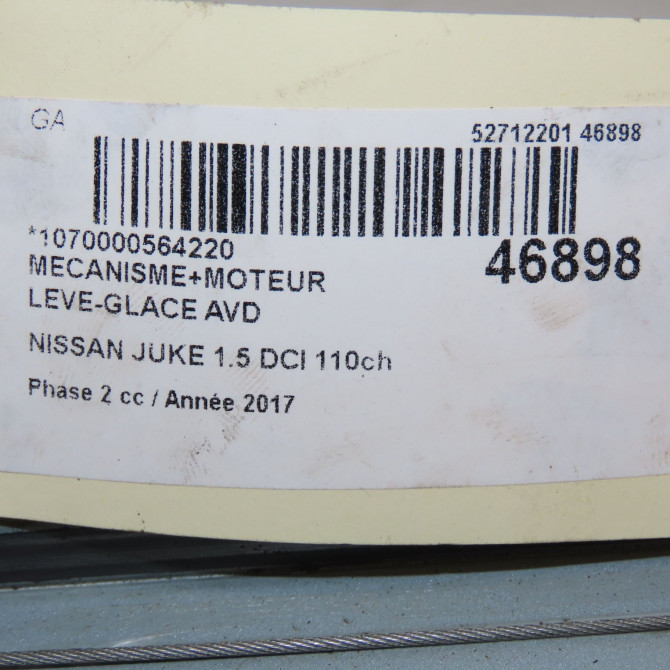 GA
52712201 46898
*1070000564220
46898
MECANISME+MOTEUR
LEVE-GLACE AVD
NISSAN JUKE 1.5 DCI 110ch
Phase 2 cc / Année 2017